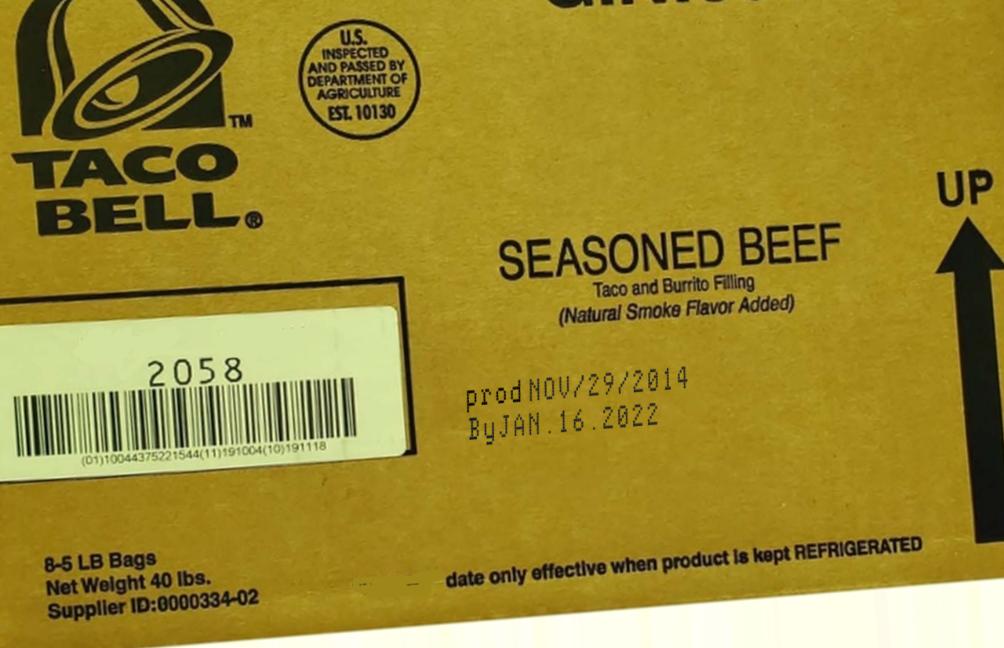 U.S.
INSPECTED
AND PASSED BY
DEPARTMENT OF
AGRICULTURE
EST. 10130
TM
TACO
BELL®
UP
SEASONED BEEF
Taco and Burrito Filling
(Natural Smoke Flavor Added)
2058
(01)10044375221544(11)191004(10)191118
prod NOV/29/2014
By JAN.16.2022
8-5 LB Bags
Net Weight 40 lbs.
Supplier ID:0000334-02
date only effective when product is kept REFRIGERATED